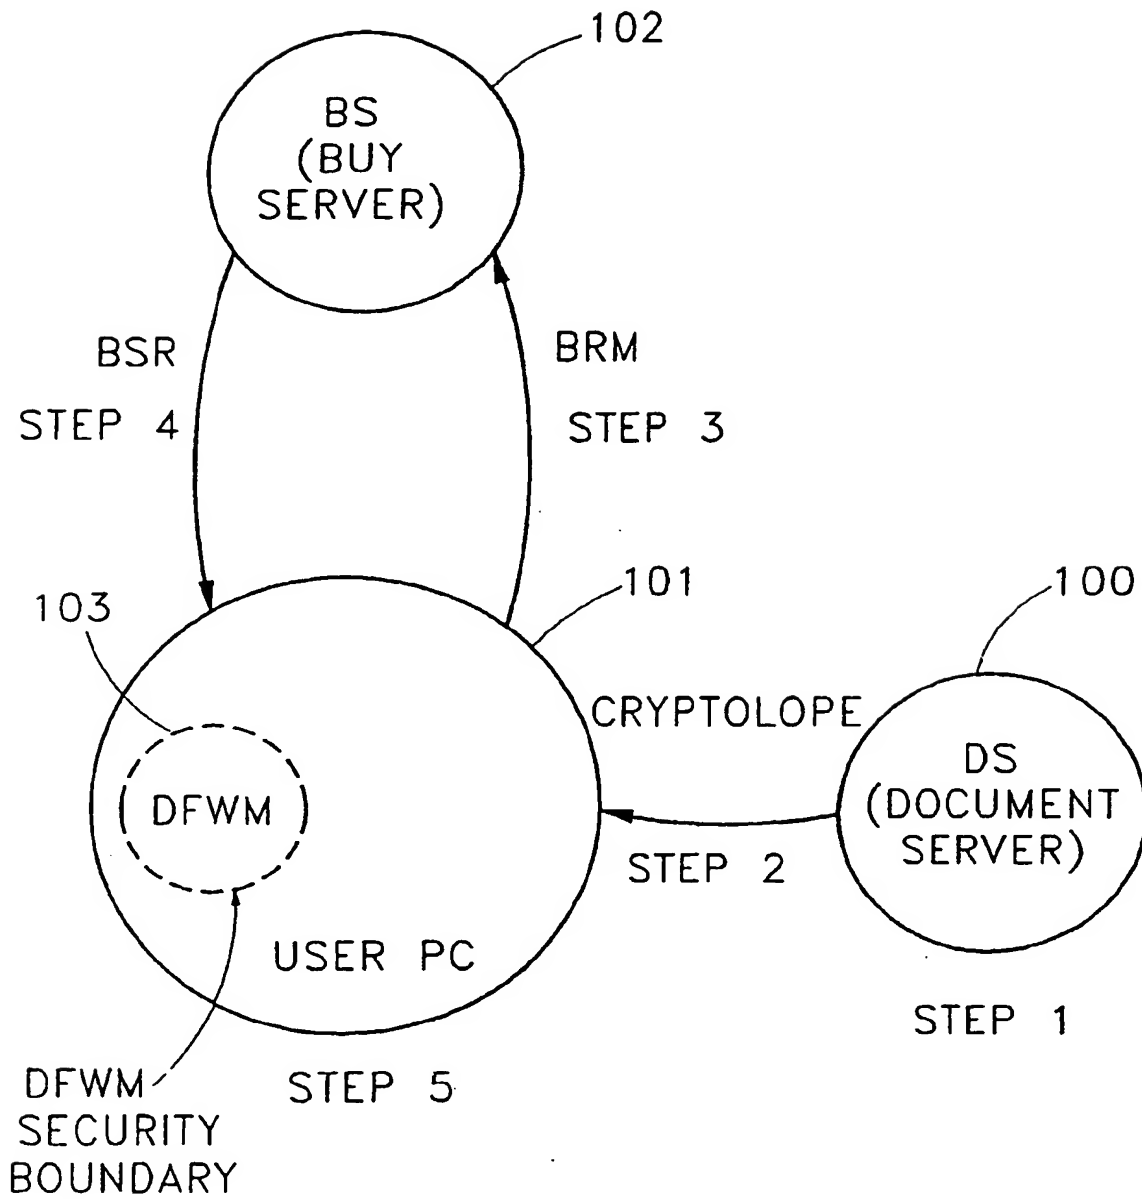 102
BS
(BUY
SERVER)
BSR
BRM
STEP 4
STEP 3
103
101
100
CRYPTOLOPE
DS
(DOCUMENT
SERVER)
DFWM
STEP 2
USER PC
STEP 1
DFWM
SECURITY
BOUNDARY
STEP 5